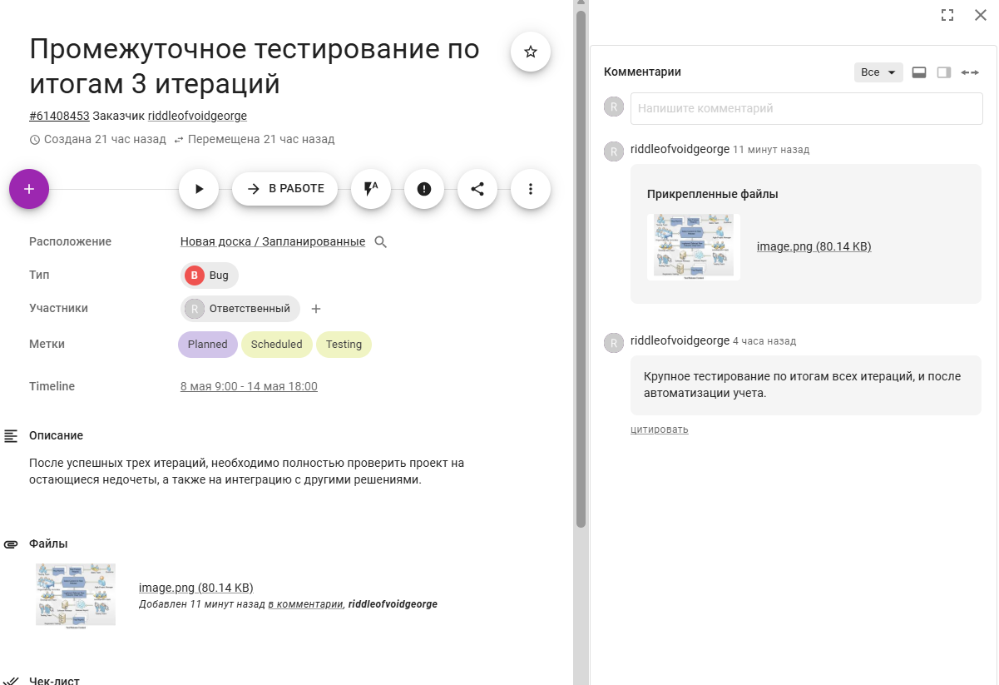 Промежуточное тестирование по
итогам 3 итераций
#61408453 Заказчик riddleofvoidgeorge
Создана 21 час назад Перемещена 21 час назад
В РАБОТЕ
Расположение Новая доска / Запланированные
Тип B Bug
Участники R Ответственный
Метки Planned Scheduled Testing
Timeline 8 мая 9:00 - 14 мая 18:00
Описание
После успешных трех итераций, необходимо полностью проверить проект на
остающиеся недочеты, а также на интеграцию с другими решениями.
Файлы
image.png (80.14 KB)
Добавлен 11 минут назад в комментарии, riddleofvoidgeorge
Чек-лист
Комментарии Все
R Напишите комментарий
R riddleofvoidgeorge 11 минут назад
Прикрепленные файлы
image.png (80.14 KB)
R riddleofvoidgeorge 4 часа назад
Крупное тестирование по итогам всех итераций, и после
автоматизации учета.
цитировать